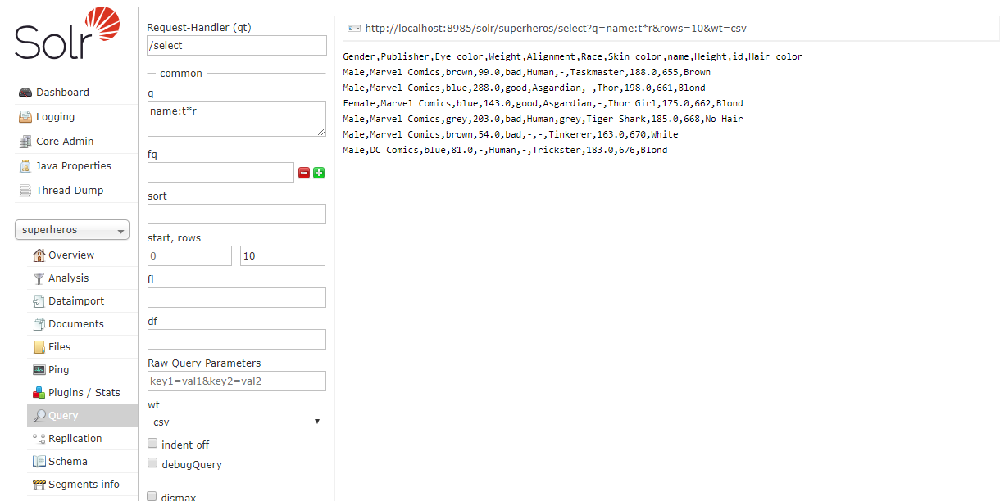 Solr
Dashboard
Logging
Core Admin
Java Properties
Thread Dump
superheros
Overview
Analysis
Dataimport
Documents
Files
Ping
Plugins / Stats
Query
Replication
Schema
Segments info
Request-Handler (qt)
/select
common
q
name:t*r
fq
sort
start, rows
0
10
fl
df
Raw Query Parameters
key1=val1&key2=val2
wt
csv
indent off
debugQuery
dismax
http://localhost:8985/solr/superheros/select?q=name:t*r&rows=10&wt=csv
Gender,Publisher,Eye_color,Weight,Alignment,Race,Skin_color,name,Height,id,Hair_color
Male,Marvel Comics,brown,99.0,bad,Human,-,Taskmaster,188.0,655,Brown
Male,Marvel Comics,blue,288.0,good,Asgardian,-,Thor,198.0,661,Blond
Female,Marvel Comics,blue,143.0,good,Asgardian,-,Thor Girl,175.0,662,Blond
Male,Marvel Comics,grey,203.0,bad,Human,grey,Tiger Shark,185.0,668,No Hair
Male,Marvel Comics,brown,54.0,bad,-,-,Tinkerer,163.0,670,White
Male,DC Comics,blue,81.0,-,Human,-,Trickster,183.0,676,Blond